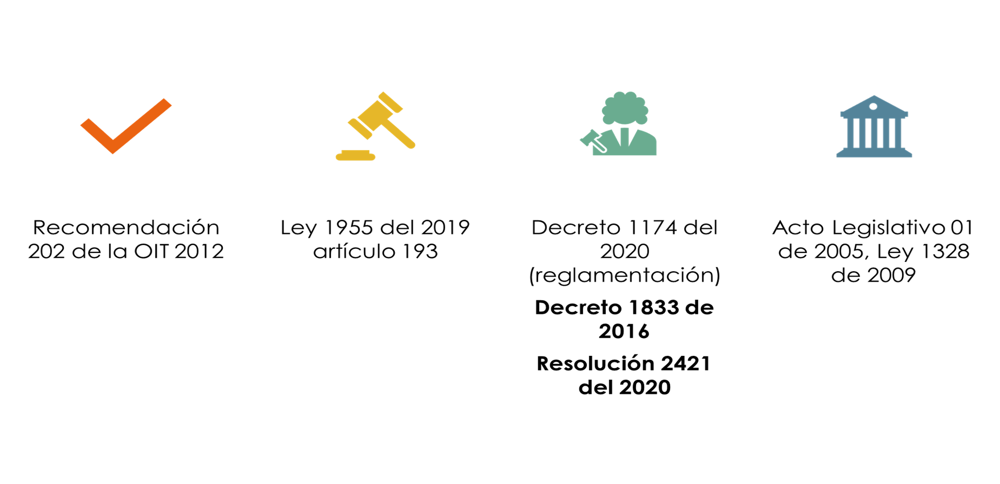 Recomendación
202 de la OIT 2012
Ley 1955 del 2019
artículo 193
Decreto 1174 del
2020
(reglamentación)
Decreto 1833 de
2016
Resolución 2421
del 2020
Acto Legislativo 01
de 2005, Ley 1328
de 2009